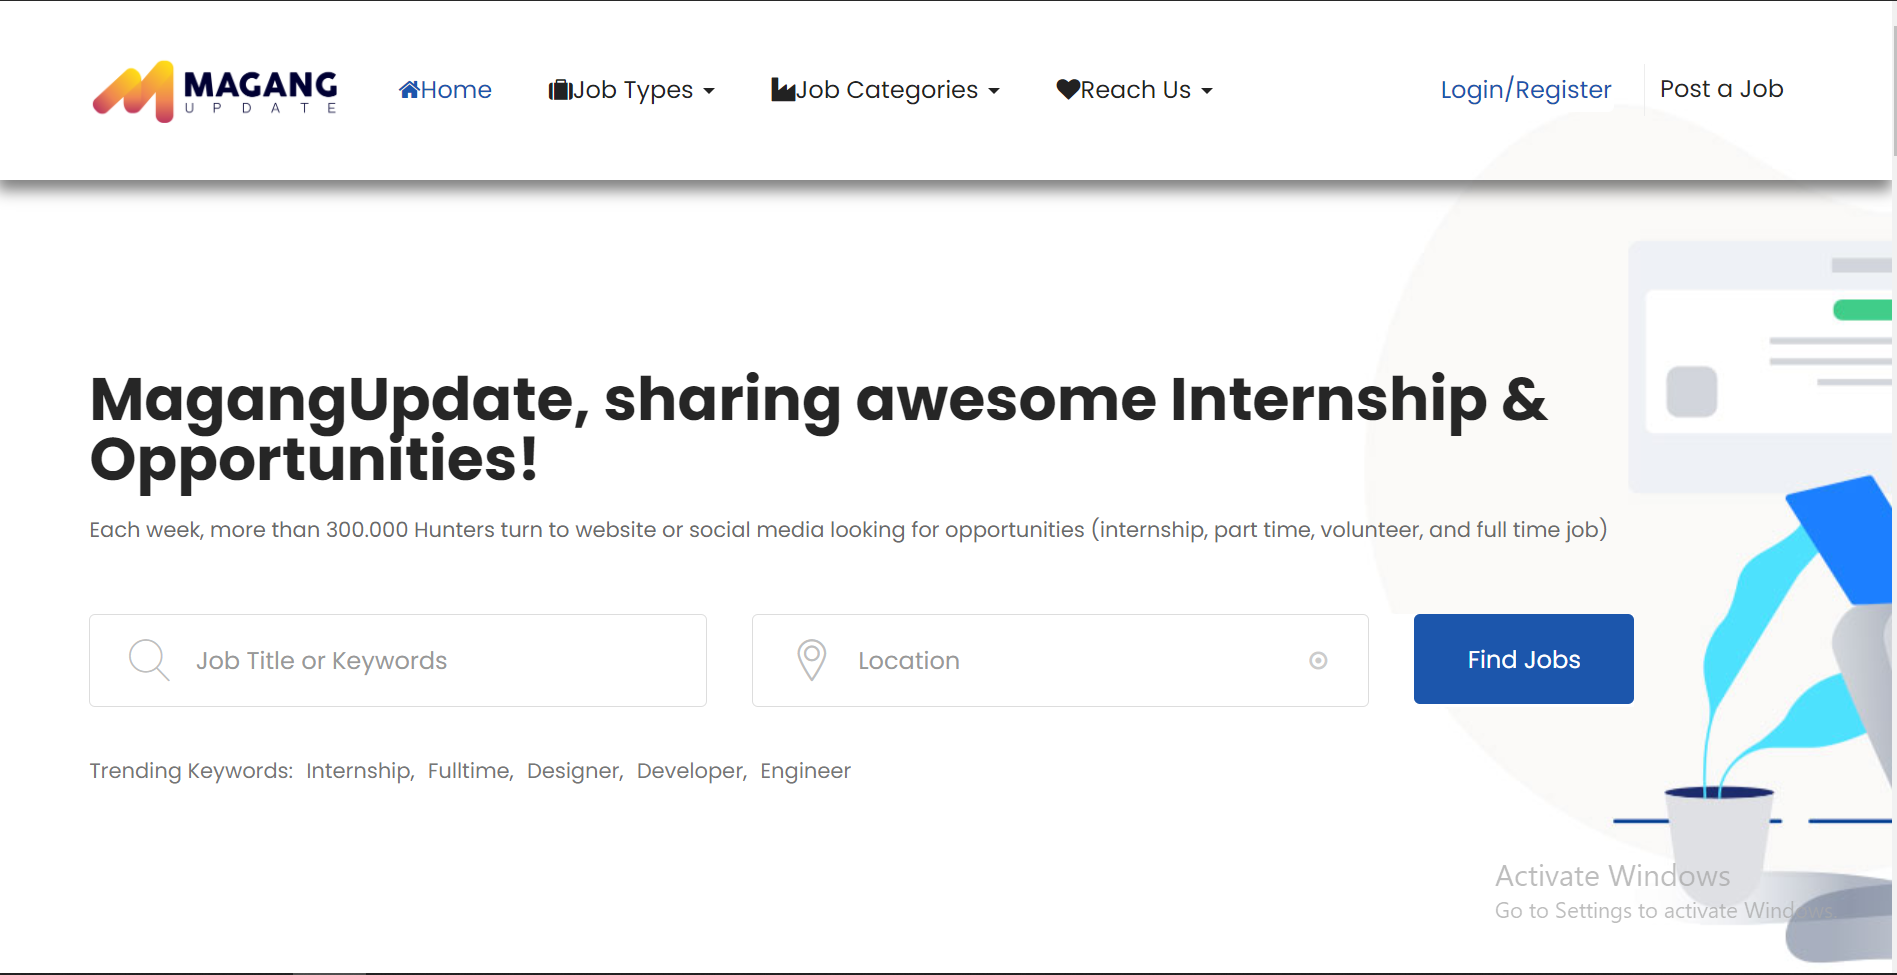 MAGANG
UPDATE
Home
Job Types
Job Categories
Reach Us
Login/Register
Post a Job
MagangUpdate, sharing awesome Internship &
Opportunities!
Each week, more than 300.000 Hunters turn to website or social media looking for opportunities (internship, part time, volunteer, and full time job)
Job Title or Keywords
Location
Find Jobs
Trending Keywords: Internship, Fulltime, Designer, Developer, Engineer
Activate Windows
Go to Settings to activate Windows.